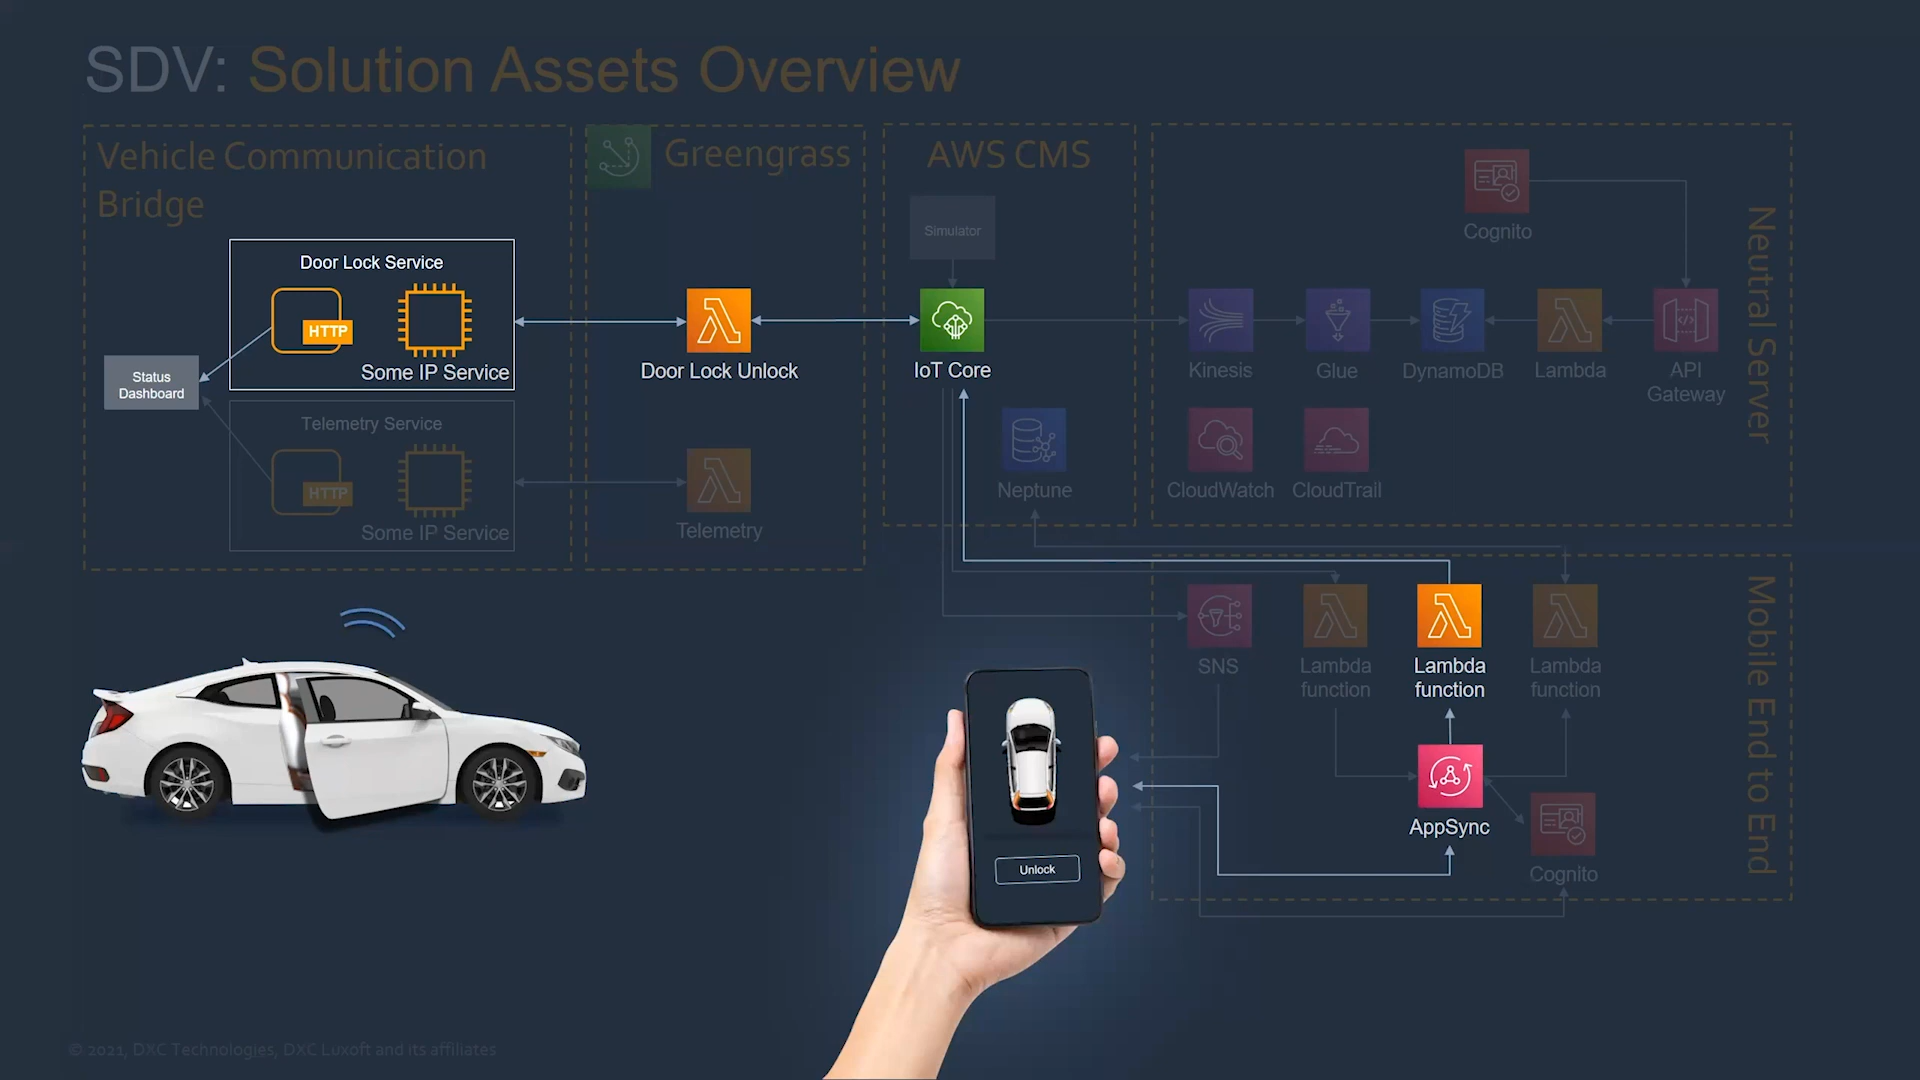 SDV: Solution Assets Overview
Vehicle Communication
Bridge
Door Lock Service
HTTP
Some IP Service
Status
Dashboard
Telemetry Service
HTTP
Some IP Service
Greengrass
Door Lock Unlock
Telemetry
AWS CMS
Simulator
IoT Core
Neptune
Neutral Server
Cognito
Kinesis
Glue
DynamoDB
Lambda
API
Gateway
CloudWatch
CloudTrail
Mobile End to End
SNS
Lambda
function
Lambda
function
Lambda
function
AppSync
Cognito
Unlock
© 2021, DXC Technologies, DXC Luxoft and its affiliates